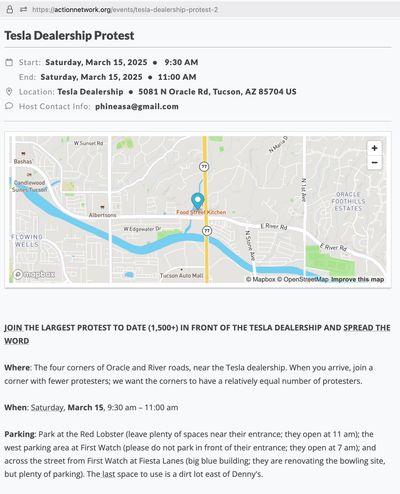 https://actionnetwork.org/events/tesla-dealership-protest-2
Tesla Dealership Protest
Start: Saturday, March 15, 2025 • 9:30 AM
End: Saturday, March 15, 2025 • 11:00 AM
Location: Tesla Dealership • 5081 N Oracle Rd, Tucson, AZ 85704 US
Host Contact Info: phineasa@gmail.com
W Sunset Rd
77
N Maria D
+
−
Bashas'
Candlewood
Suites Tucson
Albertsons
Food Street Kitchen
N 1st Ave
ORACLE
FOOTHILLS
ESTATES
W Edgewater Dr
77
E River Rd
FLOWING
WELLS
N Stone Ave
E River Rd
Tucson Auto Mall
mapbox
© Mapbox © OpenStreetMap Improve this map
JOIN THE LARGEST PROTEST TO DATE (1,500+) IN FRONT OF THE TESLA DEALERSHIP AND SPREAD THE
WORD
Where: The four corners of Oracle and River roads, near the Tesla dealership. When you arrive, join a
corner with fewer protesters; we want the corners to have a relatively equal number of protesters.
When: Saturday, March 15, 9:30 am – 11:00 am
Parking: Park at the Red Lobster (leave plenty of spaces near their entrance; they open at 11 am); the
west parking area at First Watch (please do not park in front of their entrance; they open at 7 am); and
across the street from First Watch at Fiesta Lanes (big blue building; they are renovating the bowling site,
but plenty of parking). The last space to use is a dirt lot east of Denny's.